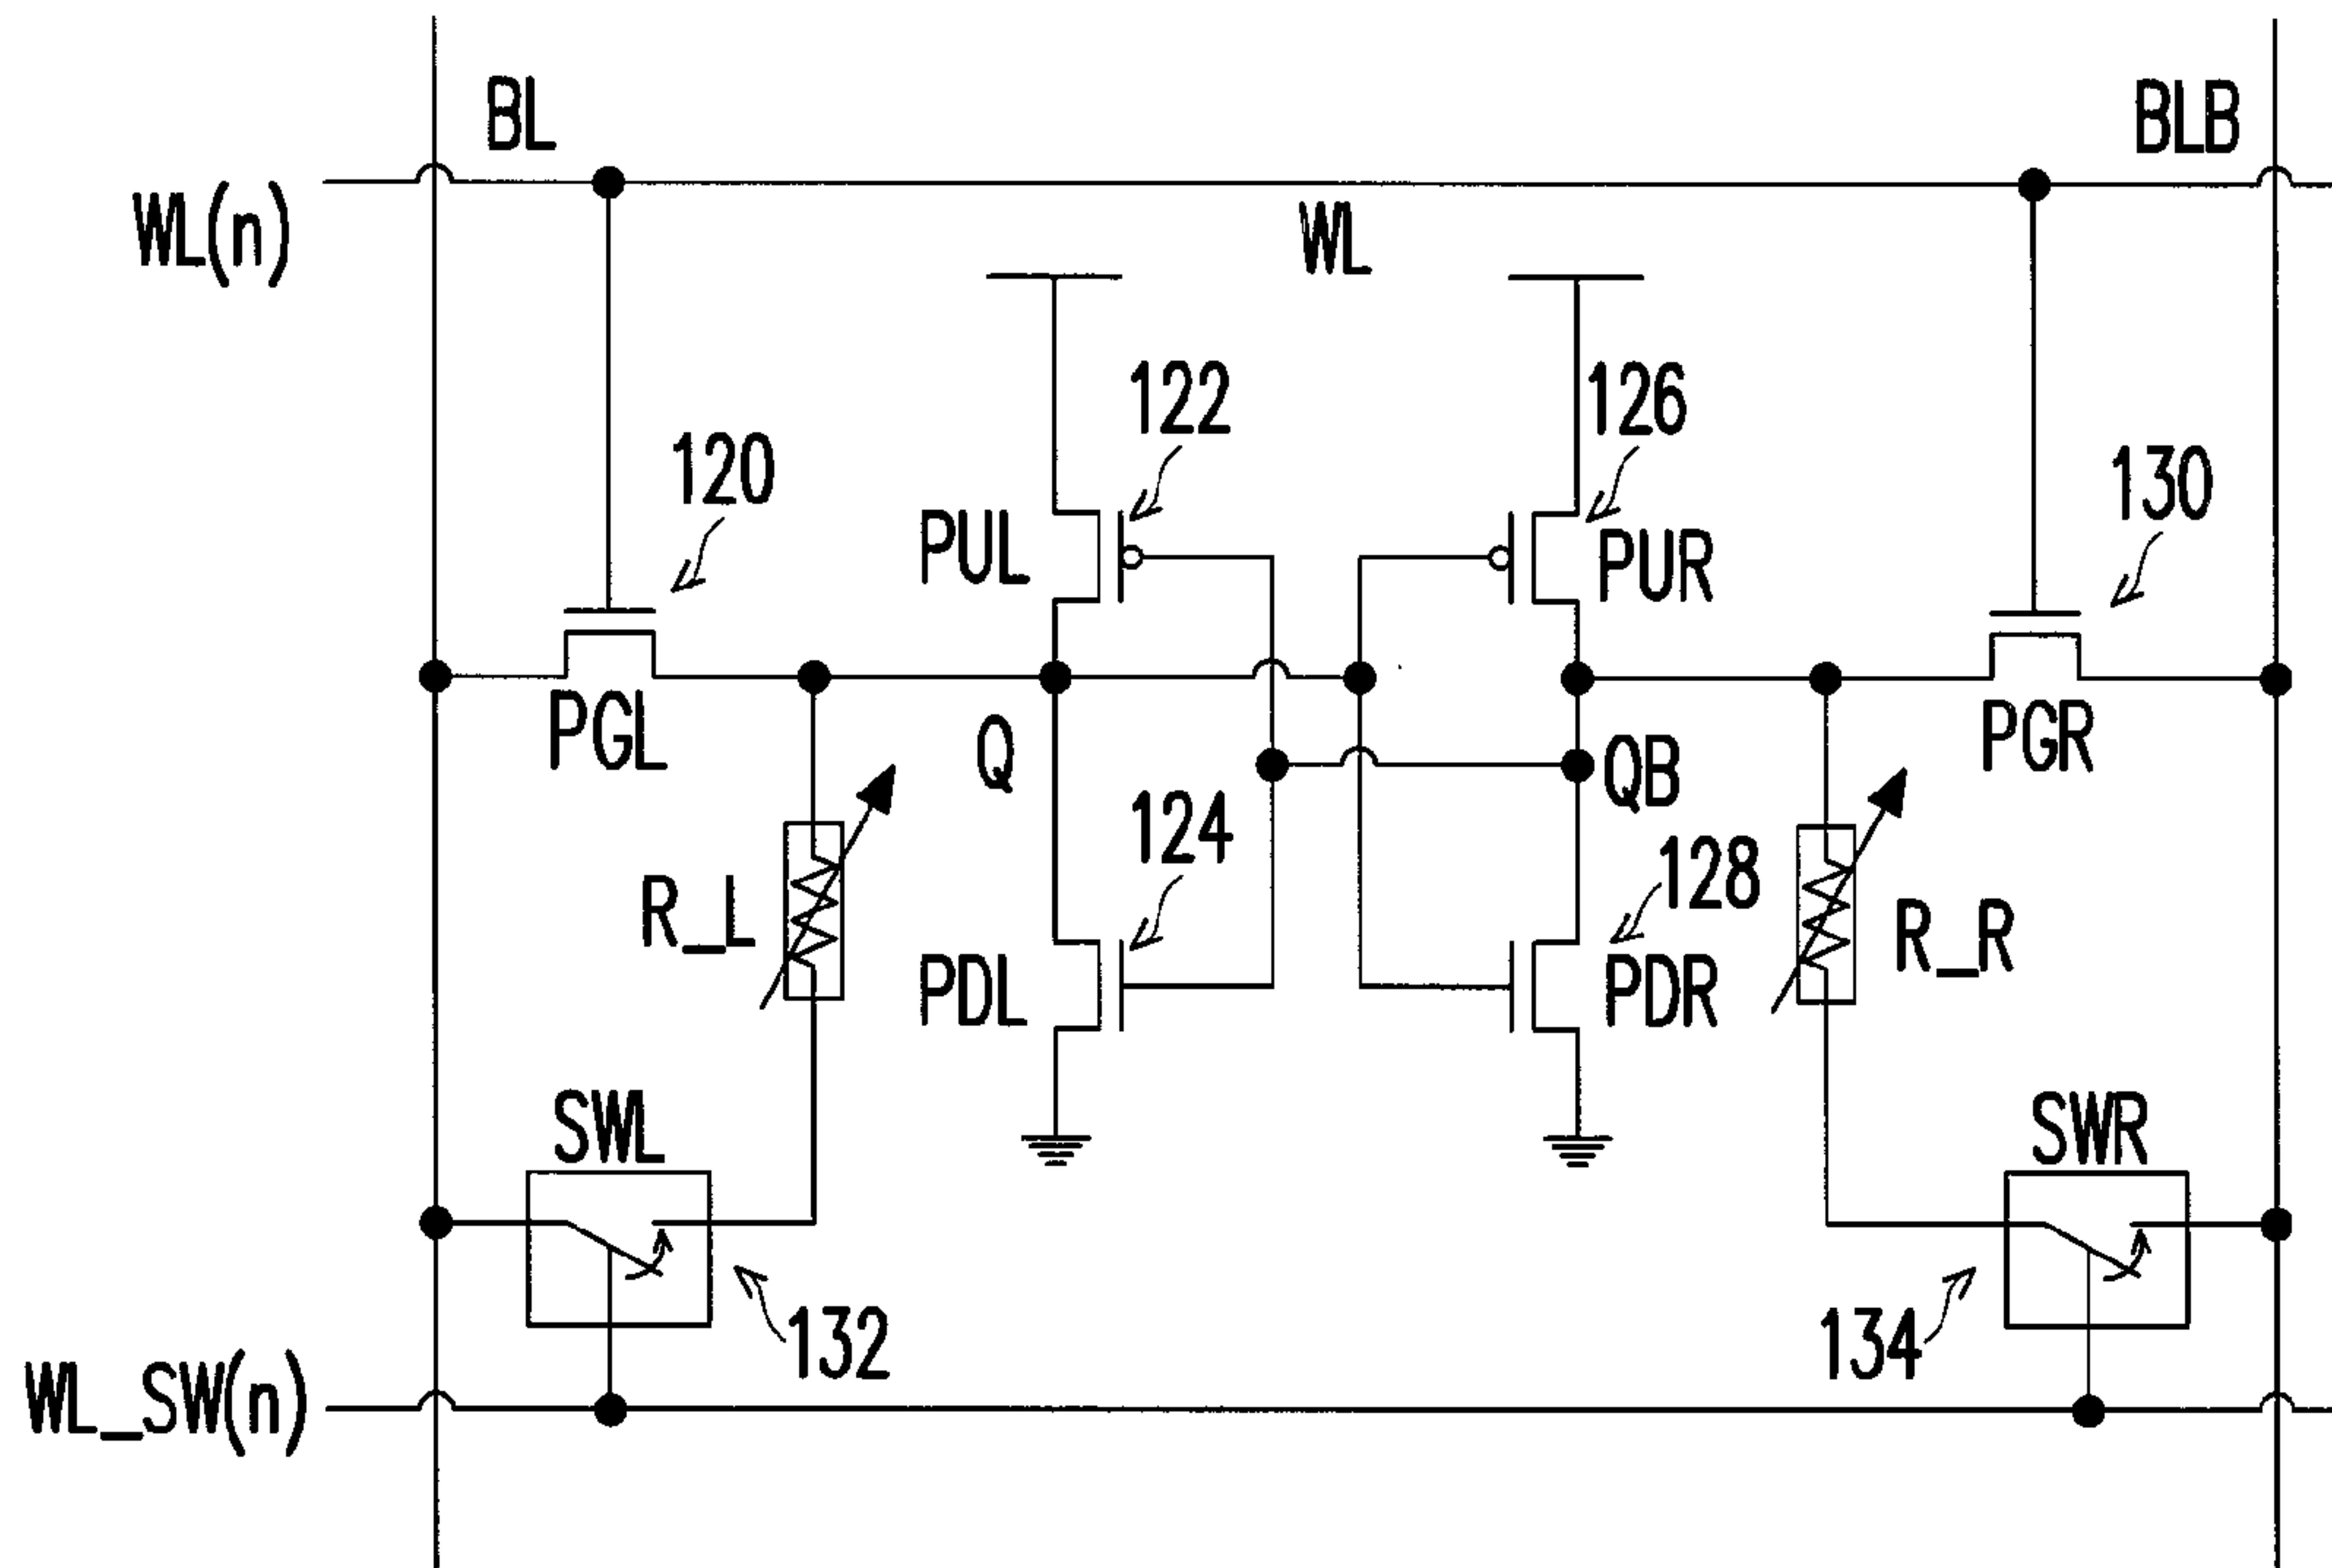 BL
BLB
WL(n)
WL
122
126
120
130
PUL
PUR
PGL
Q
QB
PGR
124
128
R_L
R_R
PDL
PDR
SWL
SWR
132
134
WL_SW(n)